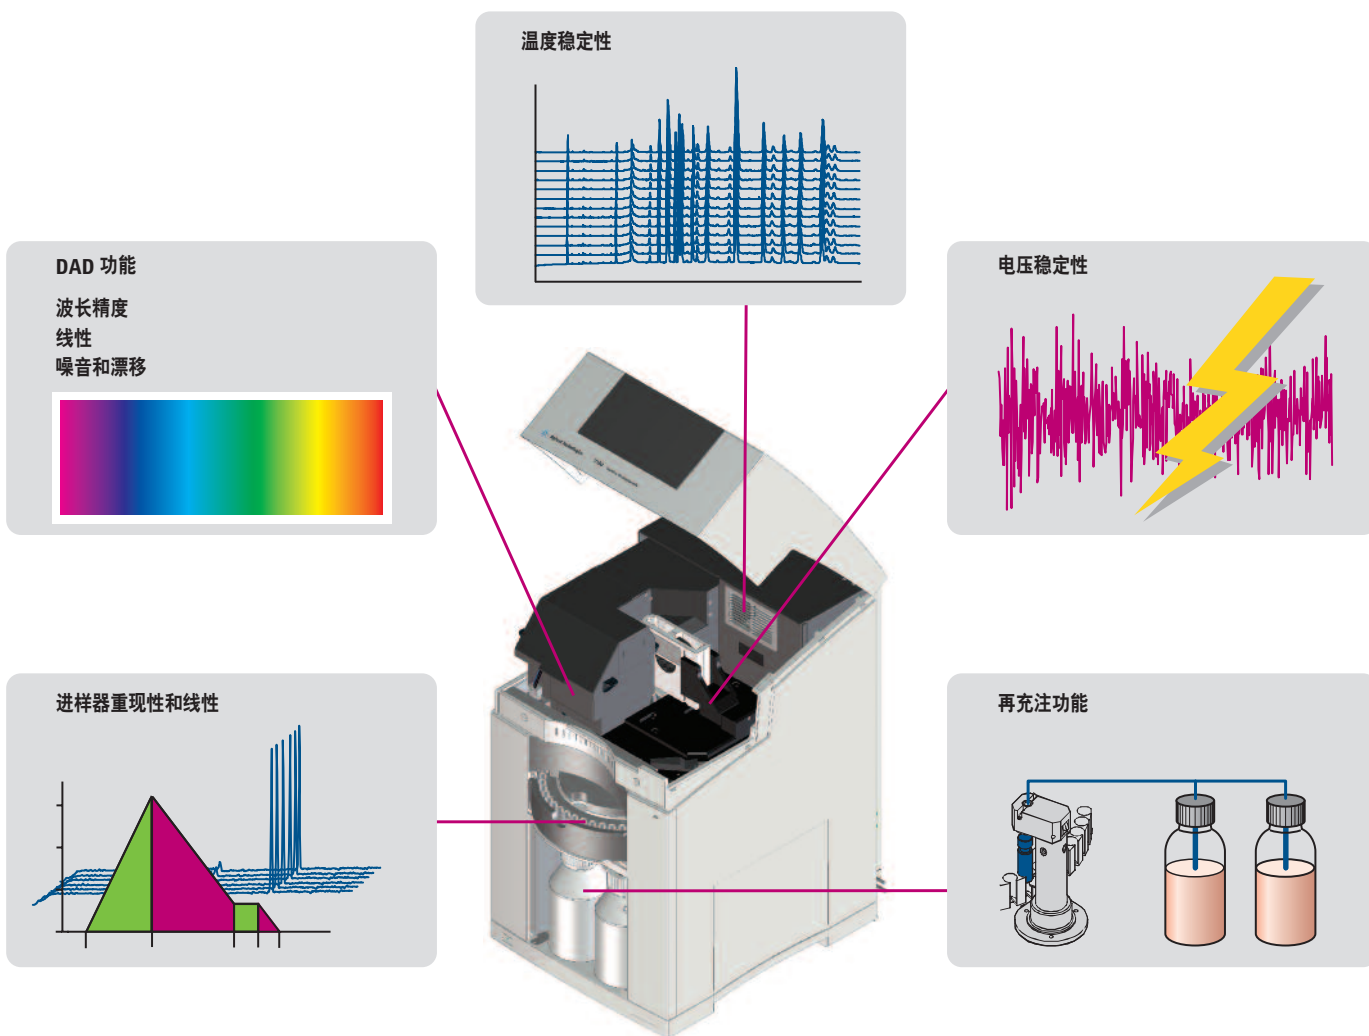 温度稳定性
DAD 功能
波长精度
线性
噪音和漂移
电压稳定性
进样器重现性和线性
再充注功能
Agilent Technologies